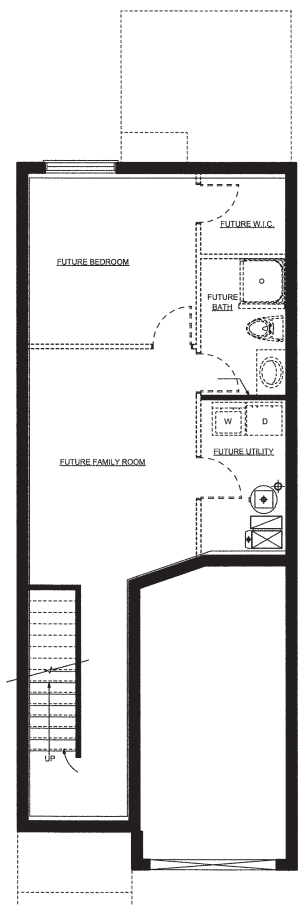 FUTURE W.I.C.
FUTURE BEDROOM
FUTURE
BATH
W D
FUTURE UTILITY
FUTURE FAMILY ROOM
UP